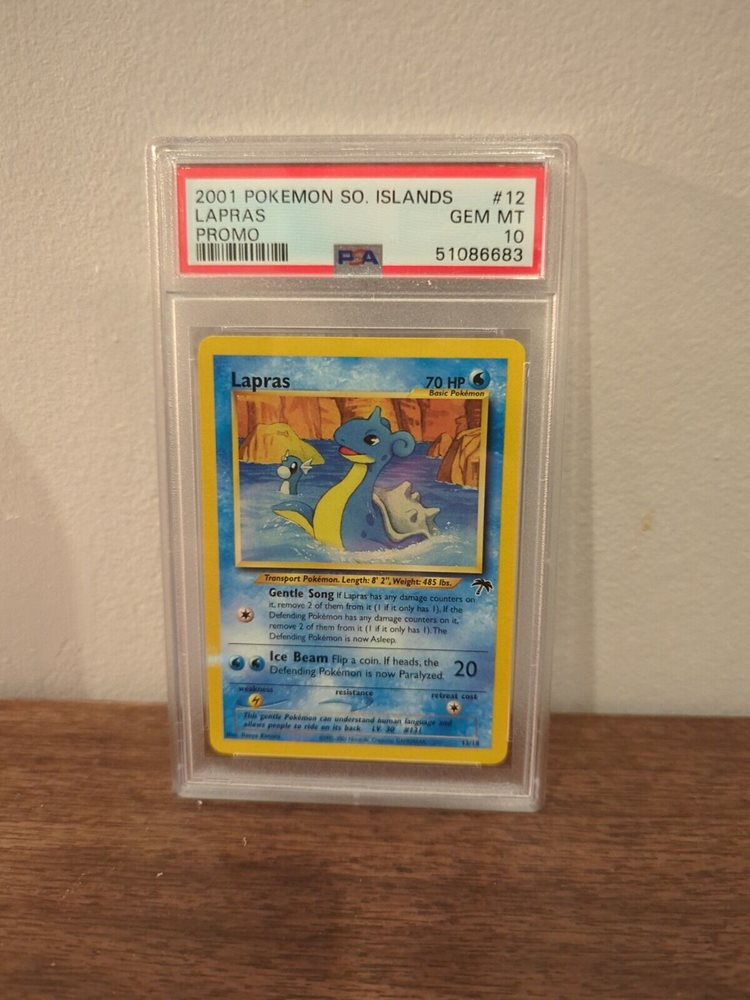 2001 POKEMON SO. ISLANDS #12
LAPRAS GEM MT
PROMO 10
PSA 51086683
Lapras 70 HP
Basic Pokémon
Transport Pokémon. Length: 8' 2", Weight: 485 lbs.
Gentle Song If Lapras has any damage counters on
it, remove 2 of them from it (1 if it only has 1). If the
Defending Pokémon has any damage counters on it,
remove 2 from it (1 if it only has 1). The
Defending Pokémon is now Asleep.
Ice Beam Flip a coin. If heads, the
Defending Pokémon is now Paralyzed. 20
weakness resistance retreat cost
This gentle Pokémon can understand human language and
allows people to ride on its back. LV. 30 #131